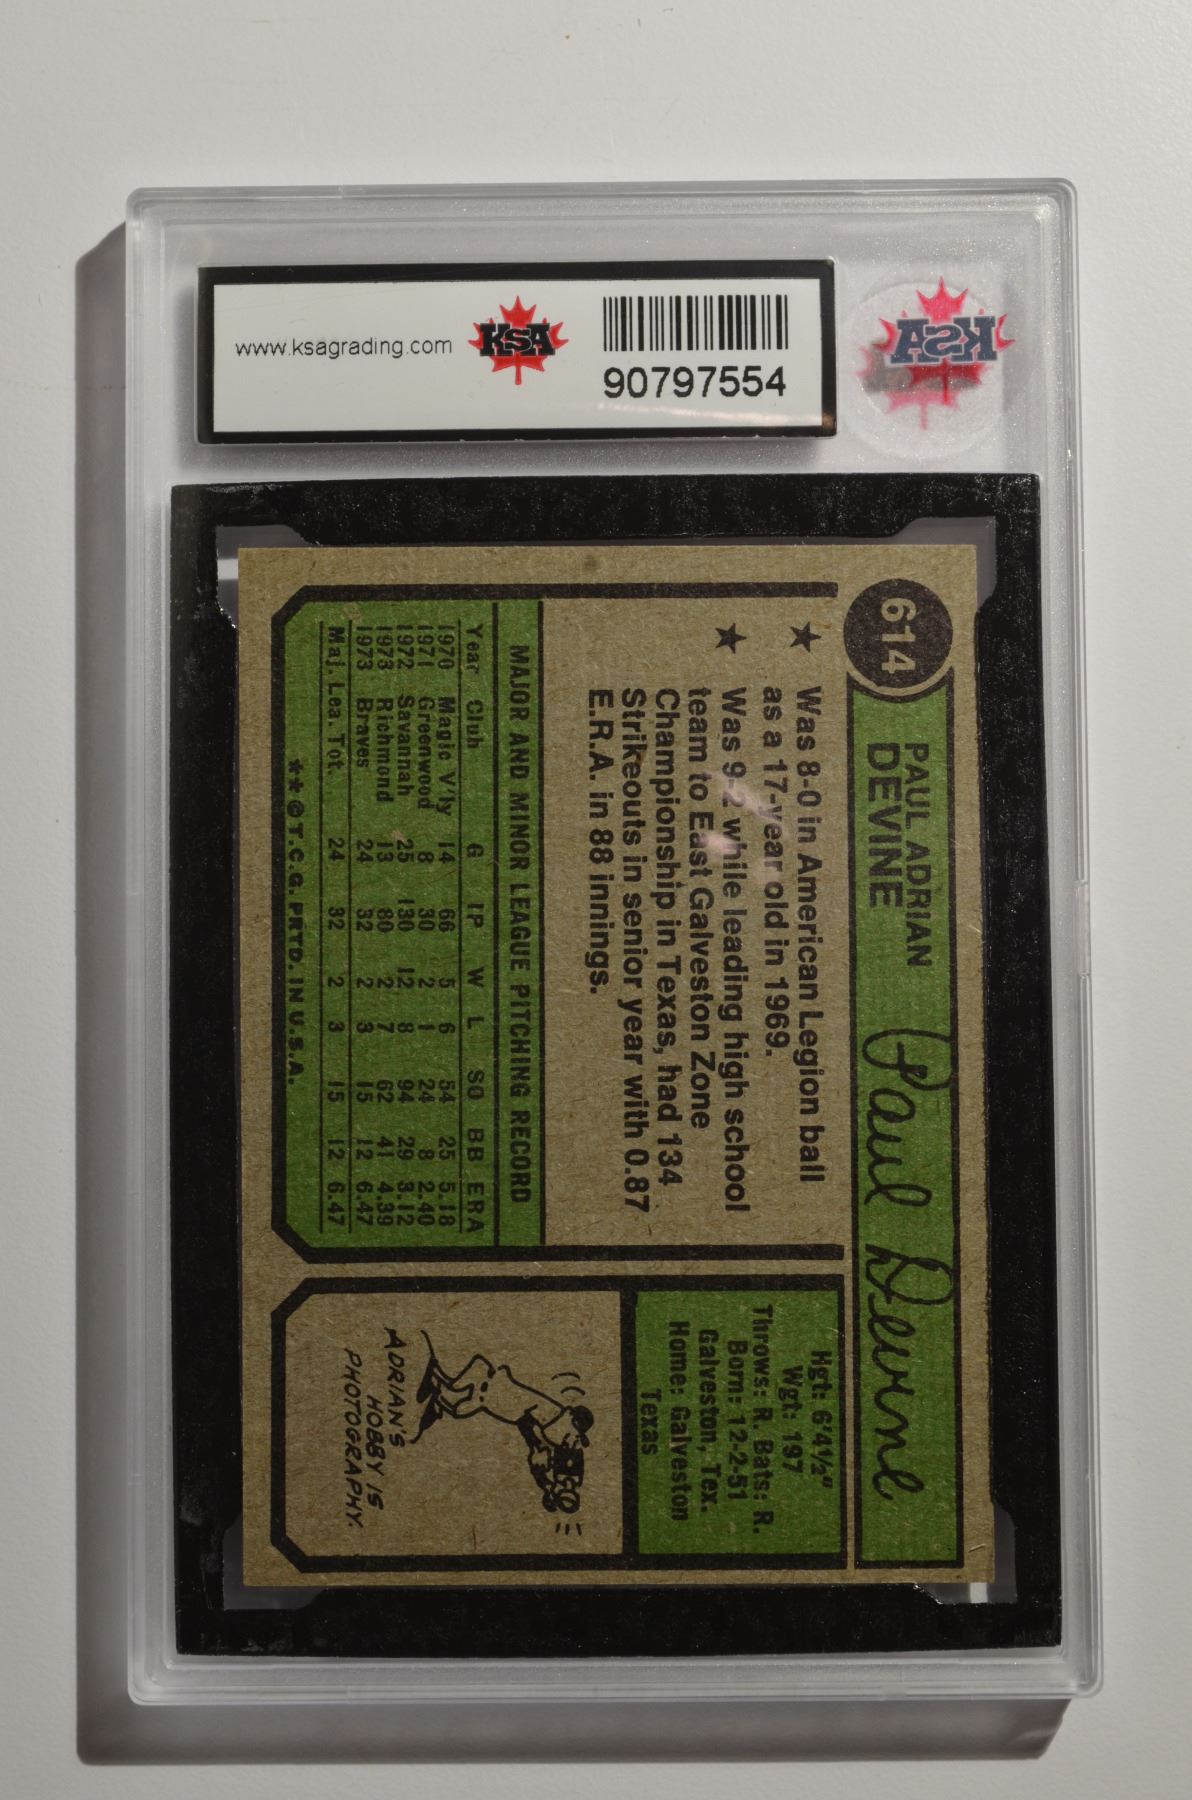 www.ksagrading.com
KSA
90797554
KSA
614
PAUL ADRIAN
DEVINE
Paul Devine
★ Was 8-0 in American Legion ball
as a 17-year old in 1969.
★ Was 9-2 while leading high school
team to East Galveston Zone
Championship in Texas, had 134
Strikeouts in senior year with 0.87
E.R.A. in 88 innings.
MAJOR AND MINOR LEAGUE PITCHING RECORD
Year Club G IP W L SO BB ERA
1970 Magic V'ly 14 66 5 6 54 25 5.18
1971 Greenwood 8 30 2 1 24 8 2.40
1972 Savannah 25 130 12 8 94 29 3.12
1973 Richmond 13 80 2 7 62 41 4.39
1973 Braves 24 32 2 3 15 12 6.47
Maj. Lea. Tot. 24 32 2 3 15 12 6.47
★★©T.C.G. PRTD. IN U.S.A.
Hgt: 6'4½"
Wgt: 197
Throws: R. Bats: R.
Born: 12-2-51
Galveston, Tex.
Home: Galveston
Texas
ADRIAN'S
HOBBY IS
PHOTOGRAPHY.